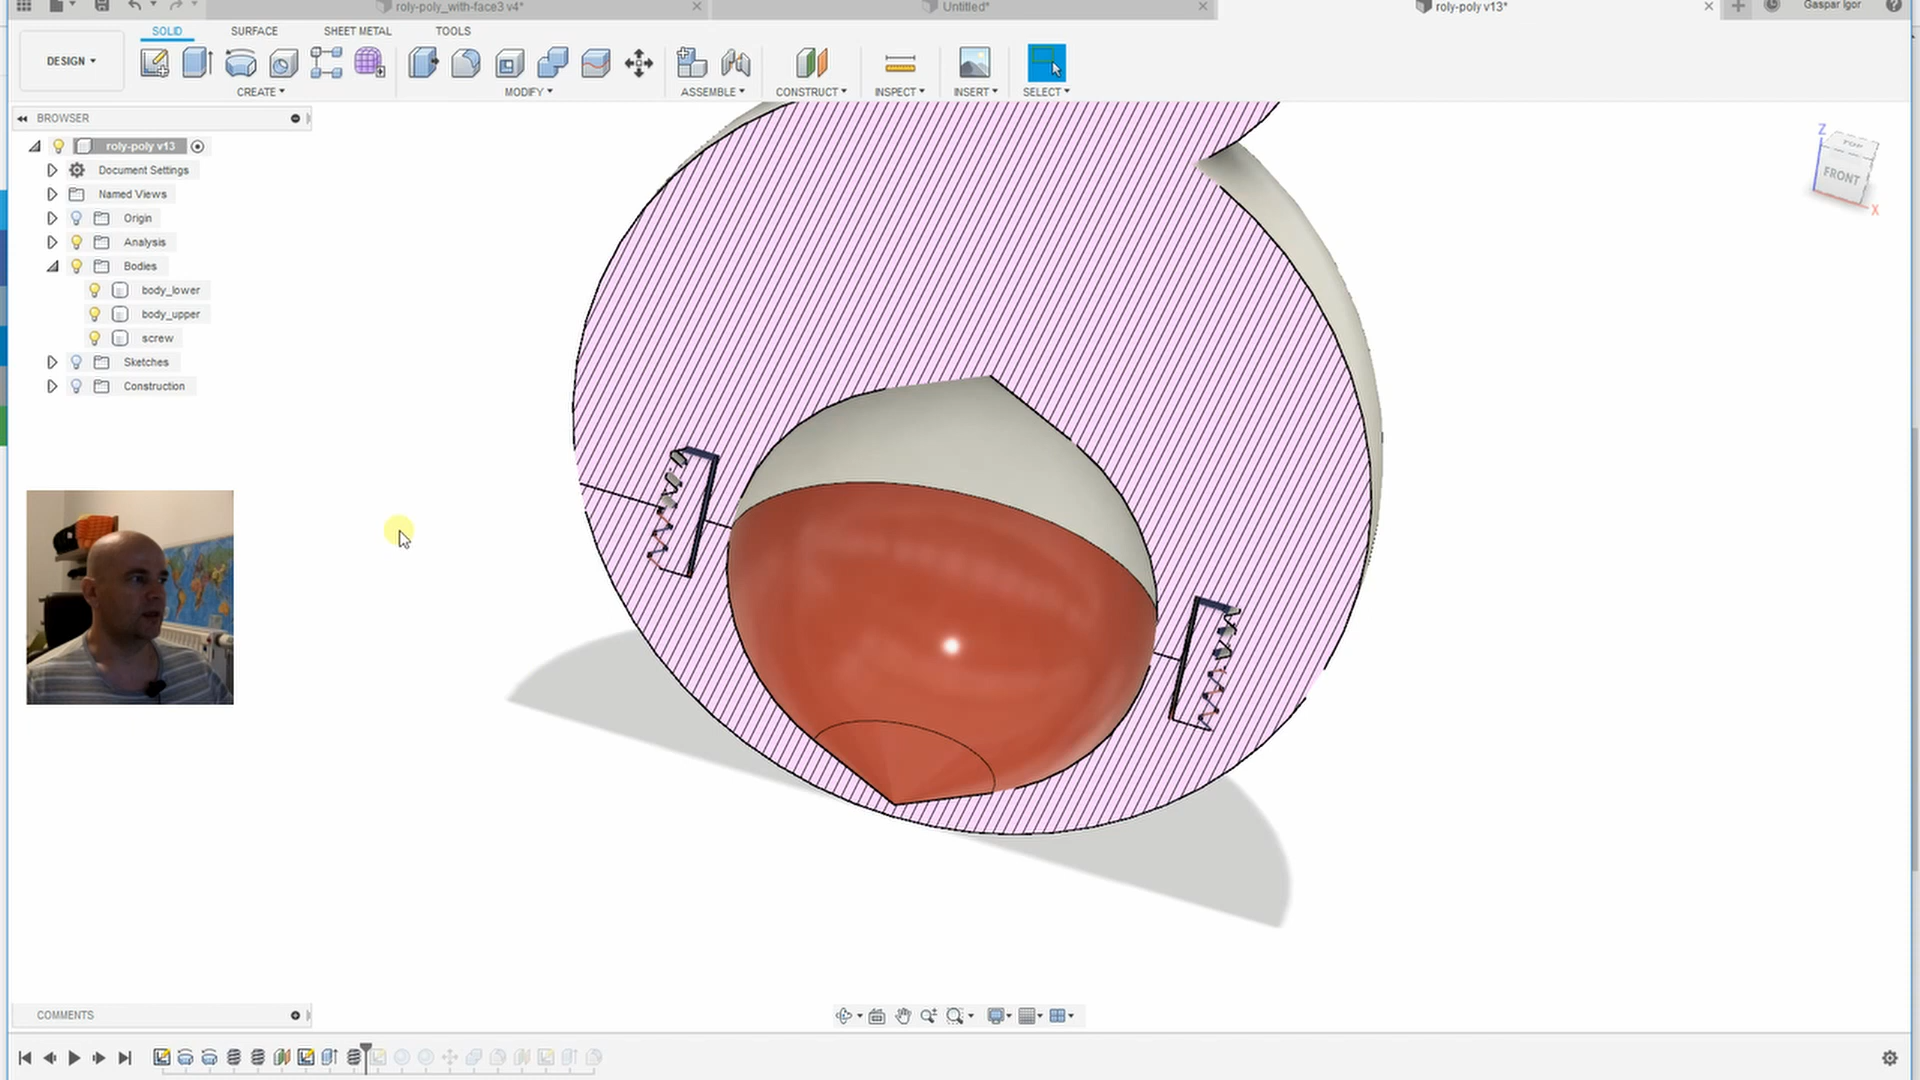 roly-poly_with-face3 v4*
Untitled*
roly-poly v13*
Gaspar Igor
DESIGN
SOLID
SURFACE
SHEET METAL
TOOLS
CREATE
MODIFY
ASSEMBLE
CONSTRUCT
INSPECT
INSERT
SELECT
BROWSER
roly-poly v13
Document Settings
Named Views
Origin
Analysis
Bodies
body_lower
body_upper
screw
Sketches
Construction
Z
TOP
FRONT
X
COMMENTS